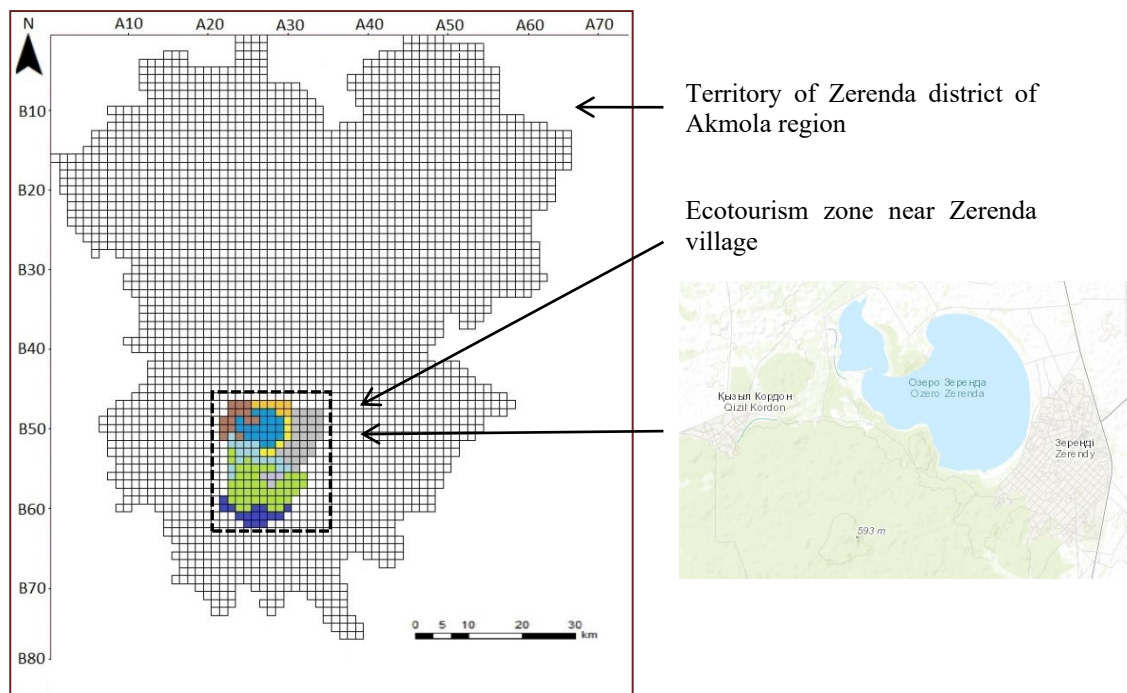 N A10 A20 A30 A40 A50 A60 A70
B10
B20
B30
B40
B50
B60
B70
B80
0 5 10 20 30
km
Territory of Zerenda district of
Akmola region
Ecotourism zone near Zerenda
village
Озеро Зеренда
Ozero Zerenda
Қызыл Кордон
Qizil Kordon
Зеренді
Zerendy
593 m